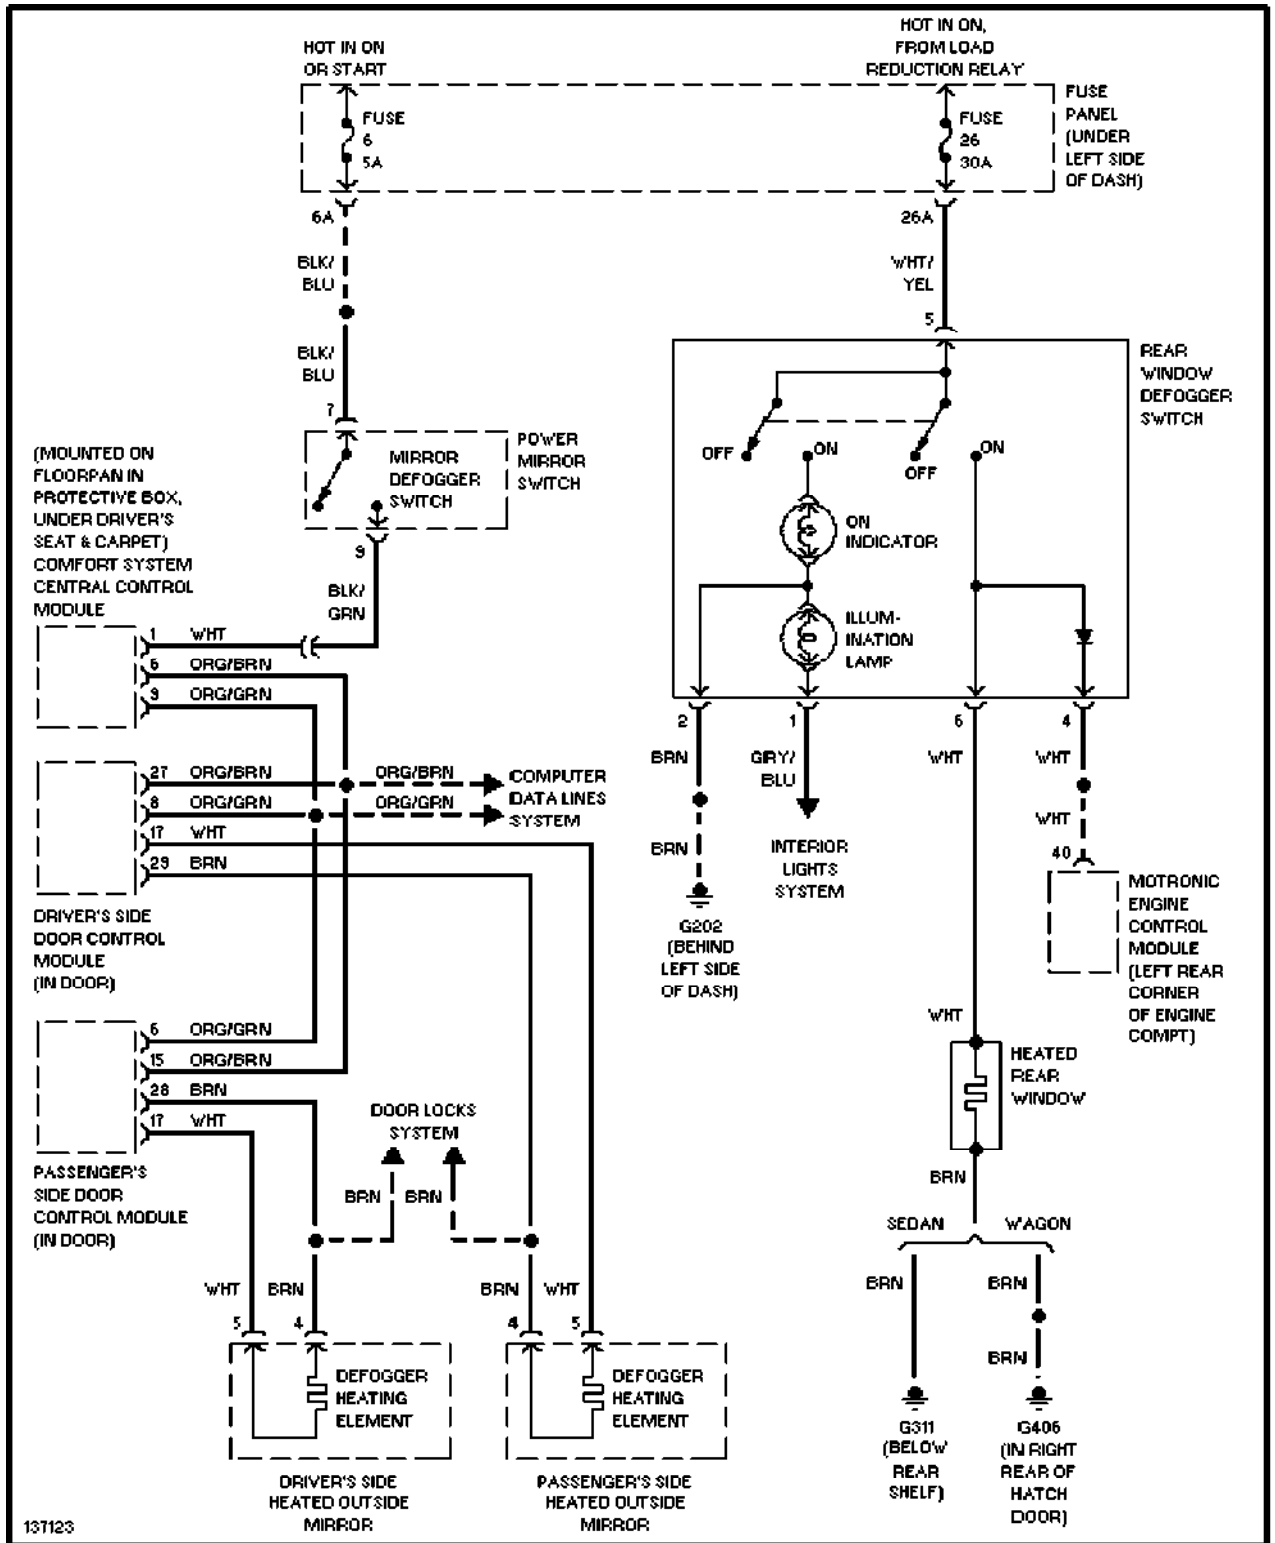 HOT IN ON
OR START
HOT IN ON,
FROM LOAD
REDUCTION RELAY
FUSE
6
5A
FUSE
26
30A
FUSE
PANEL
(UNDER
LEFT SIDE
OF DASH)
6A
26A
BLK/
BLU
WHT/
YEL
BLK/
BLU
5
7
REAR
WINDOW
DEFOGGER
SWITCH
POWER
MIRROR
SWITCH
MIRROR
DEFOGGER
SWITCH
OFF
ON
OFF
ON
(MOUNTED ON
FLOORPAN IN
PROTECTIVE BOX,
UNDER DRIVER'S
SEAT & CARPET)
COMFORT SYSTEM
CENTRAL CONTROL
MODULE
9
BLK/
GRN
ON
INDICATOR
ILLUM-
INATION
LAMP
1 WHT
6 ORG/BRN
9 ORG/GRN
2
1
6
4
BRN
GRY/
BLU
WHT
WHT
27 ORG/BRN
8 ORG/GRN
17 WHT
29 BRN
ORG/BRN
ORG/GRN
COMPUTER
DATA LINES
SYSTEM
DRIVER'S SIDE
DOOR CONTROL
MODULE
(IN DOOR)
BRN
INTERIOR
LIGHTS
SYSTEM
WHT
40
G202
(BEHIND
LEFT SIDE
OF DASH)
MOTRONIC
ENGINE
CONTROL
MODULE
(LEFT REAR
CORNER
OF ENGINE
COMPT)
6 ORG/GRN
15 ORG/BRN
28 BRN
17 WHT
PASSENGER'S
SIDE DOOR
CONTROL MODULE
(IN DOOR)
WHT
HEATED
REAR
WINDOW
DOOR LOCKS
SYSTEM
BRN
BRN
BRN
SEDAN
WAGON
WHT
BRN
BRN
WHT
BRN
BRN
5
4
4
5
BRN
DEFOGGER
HEATING
ELEMENT
DEFOGGER
HEATING
ELEMENT
DRIVER'S SIDE
HEATED OUTSIDE
MIRROR
PASSENGER'S SIDE
HEATED OUTSIDE
MIRROR
G311
(BELOW
REAR
SHELF)
G406
(IN RIGHT
REAR OF
HATCH
DOOR)
137123